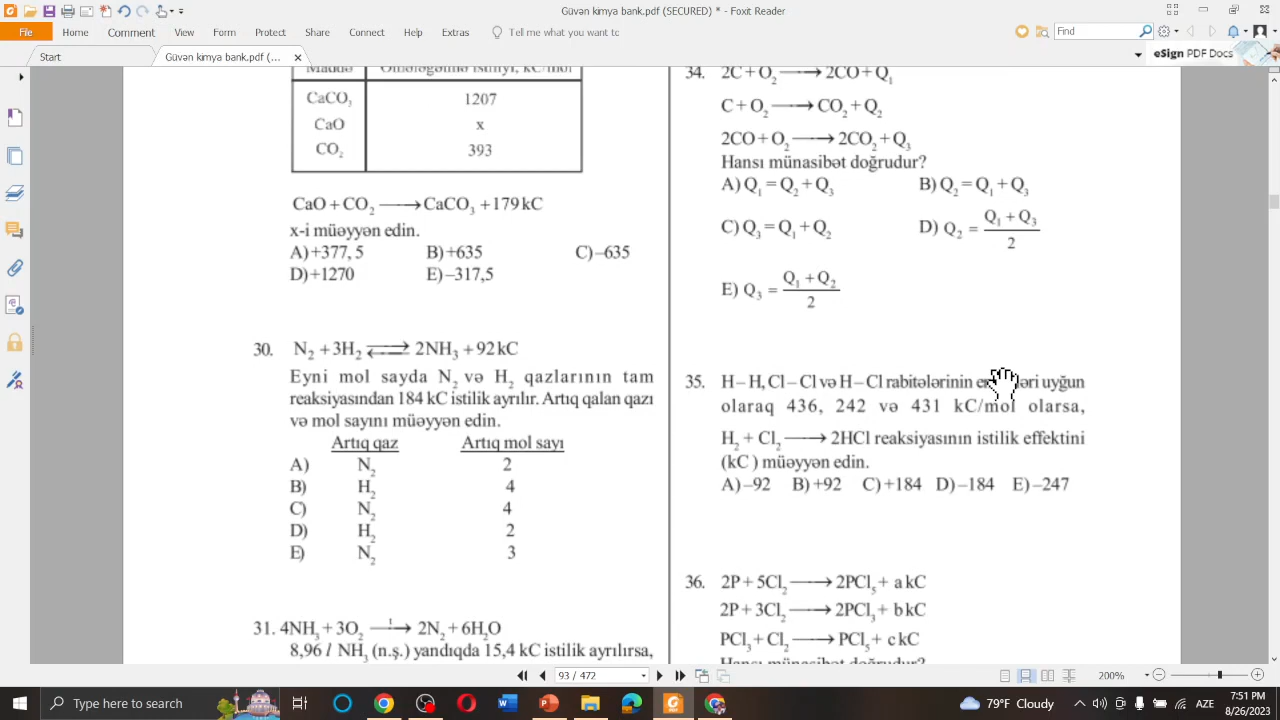 Güvən kimya bank.pdf (SECURED) * - Foxit Reader
File Home Comment View Form Protect Share Connect Help Extras Tell me what you want to Find
Start Güvən kimya bank.pdf (... eSign PDF Docs
CaCO₃ 1207
CaO x
CO₂ 393
CaO + CO₂ ⟶ CaCO₃ + 179 kC
x-i müəyyən edin.
A) +377, 5 B) +635 C) –635
D) +1270 E) –317,5
30. N₂ + 3H₂ ⇄ 2NH₃ + 92 kC
Eyni mol sayda N₂ və H₂ qazlarının tam
reaksiyasından 184 kC istilik ayrılır. Artıq qalan qazı
və mol sayını müəyyən edin.
Artıq qaz Artıq mol sayı
A) N₂ 2
B) H₂ 4
C) N₂ 4
D) H₂ 2
E) N₂ 3
31. 4NH₃ + 3O₂ —t→ 2N₂ + 6H₂O
8,96 l NH₃ (n.ş.) yandıqda 15,4 kC istilik ayrılırsa,
34. 2C + O₂ ⟶ 2CO + Q₁
C + O₂ ⟶ CO₂ + Q₂
2CO + O₂ ⟶ 2CO₂ + Q₃
Hansı münasibət doğrudur?
A) Q₁ = Q₂ + Q₃ B) Q₂ = Q₁ + Q₃
C) Q₃ = Q₁ + Q₂ D) Q₂ = (Q₁ + Q₃)/2
E) Q₃ = (Q₁ + Q₂)/2
35. H – H, Cl – Cl və H – Cl rabitələrinin uyğun
olaraq 436, 242 və 431 kC/mol olarsa,
H₂ + Cl₂ ⟶ 2HCl reaksiyasının istilik effektini
(kC ) müəyyən edin.
A) –92 B) +92 C) +184 D) –184 E) –247
36. 2P + 5Cl₂ ⟶ 2PCl₅ + a kC
2P + 3Cl₂ ⟶ 2PCl₃ + b kC
PCl₃ + Cl₂ ⟶ PCl₅ + c kC
Hansı münasibət doğrudur?
93 / 472 200%
Type here to search 79°F Cloudy AZE 7:51 PM
8/26/2023